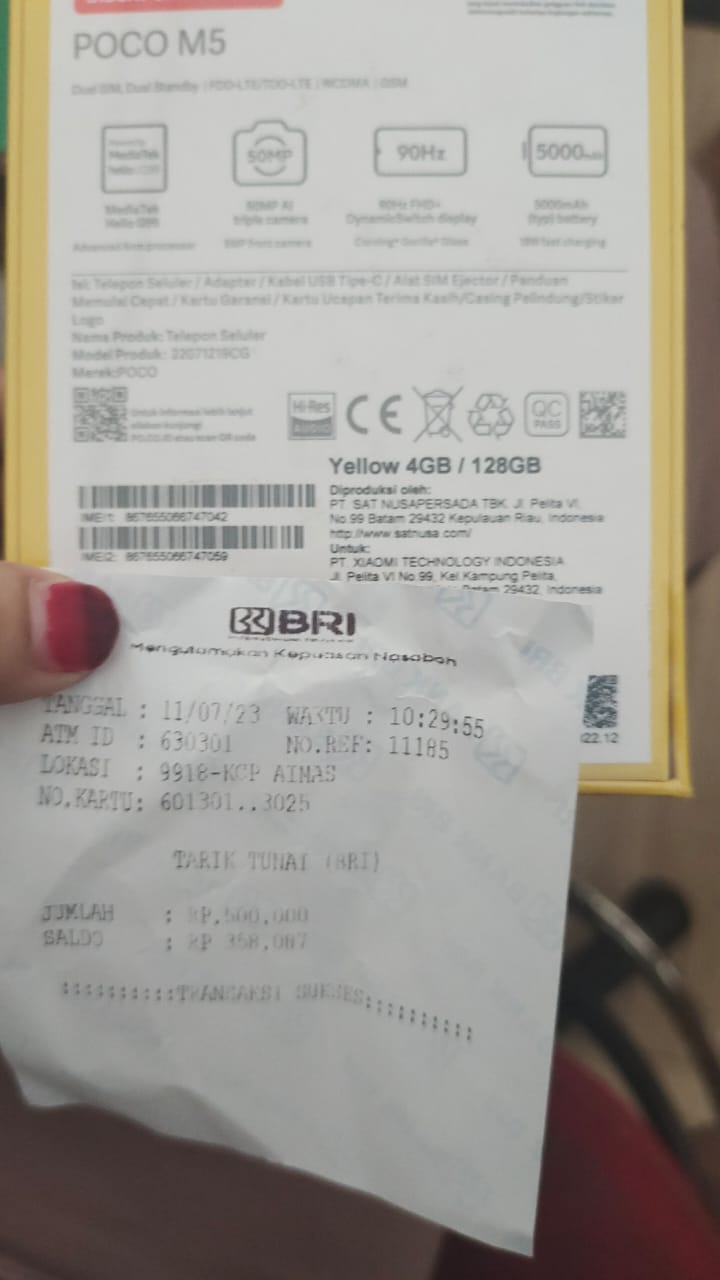 POCO M5
Dual SIM, Dual Standby | FDD-LTE/TDD-LTE | WCDMA | GSM
MediaTek
50MP
90Hz
5000mAh
MediaTek
Helio G99
50MP AI
triple camera
90Hz FHD+
DynamicSwitch display
5000mAh
(typ) battery
5MP front camera
Corning® Gorilla® Glass
18W fast charging
Isi: Telepon Seluler / Adapter / Kabel USB Tipe-C / Alat SIM Ejector / Panduan
Memulai Cepat / Kartu Garansi / Kartu Ucapan Terima Kasih/Casing Pelindung/Stiker
Logo
Nama Produk: Telepon Seluler
Model Produk: 22071219CG
Merek:POCO
Untuk informasi lebih lanjut
silakan kunjungi
PO.CO.ID atau scan QR code
Hi-Res
AUDIO
CE
QC
PASS
Yellow 4GB / 128GB
Diproduksi oleh:
PT. SAT NUSAPERSADA TBK. Jl. Pelita VI,
No.99 Batam 29432 Kepulauan Riau, Indonesia
http://www.satnusa.com/
Untuk:
PT. XIAOMI TECHNOLOGY INDONESIA
Jl. Pelita VI No.99, Kel.Kampung Pelita,
Batam 29432, Indonesia
IMEI1: 867655066747042
IMEI2: 867655066747059
022.12
BRI
Mengutamakan Kepuasan Nasabah
TANGGAL : 11/07/23 WAKTU : 10:29:55
ATM ID : 630301 NO.REF: 11185
LOKASI : 9918-KCP AIMAS
NO.KARTU: 601301..3025
TARIK TUNAI (BRI)
JUMLAH : RP.500,000
SALDO : RP 358,087
::::::::::TRANSAKSI SUKSES::::::::::